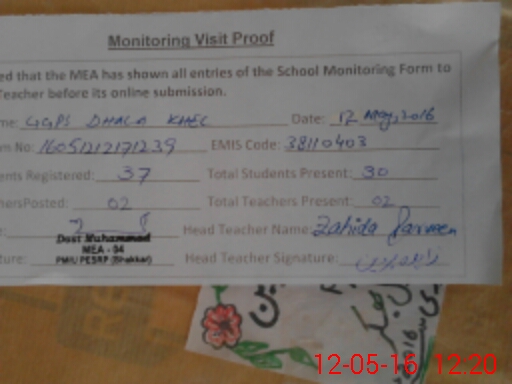 Monitoring Visit Proof
ed that the MEA has shown all entries of the School Monitoring Form to
Teacher before its online submission.
me: GGPS DHALA KHEL Date: 12 May, 2016
m No: 16051212171239 EMIS Code: 38110403
ents Registered: 37 Total Students Present: 30
hersPosted: 02 Total Teachers Present: 02
Head Teacher Name: Zahida Parveen
Dost Muhammad
MEA - 04
PMIU PESRP (Bhakkar)
ture: Head Teacher Signature:
12-05-16 12:20